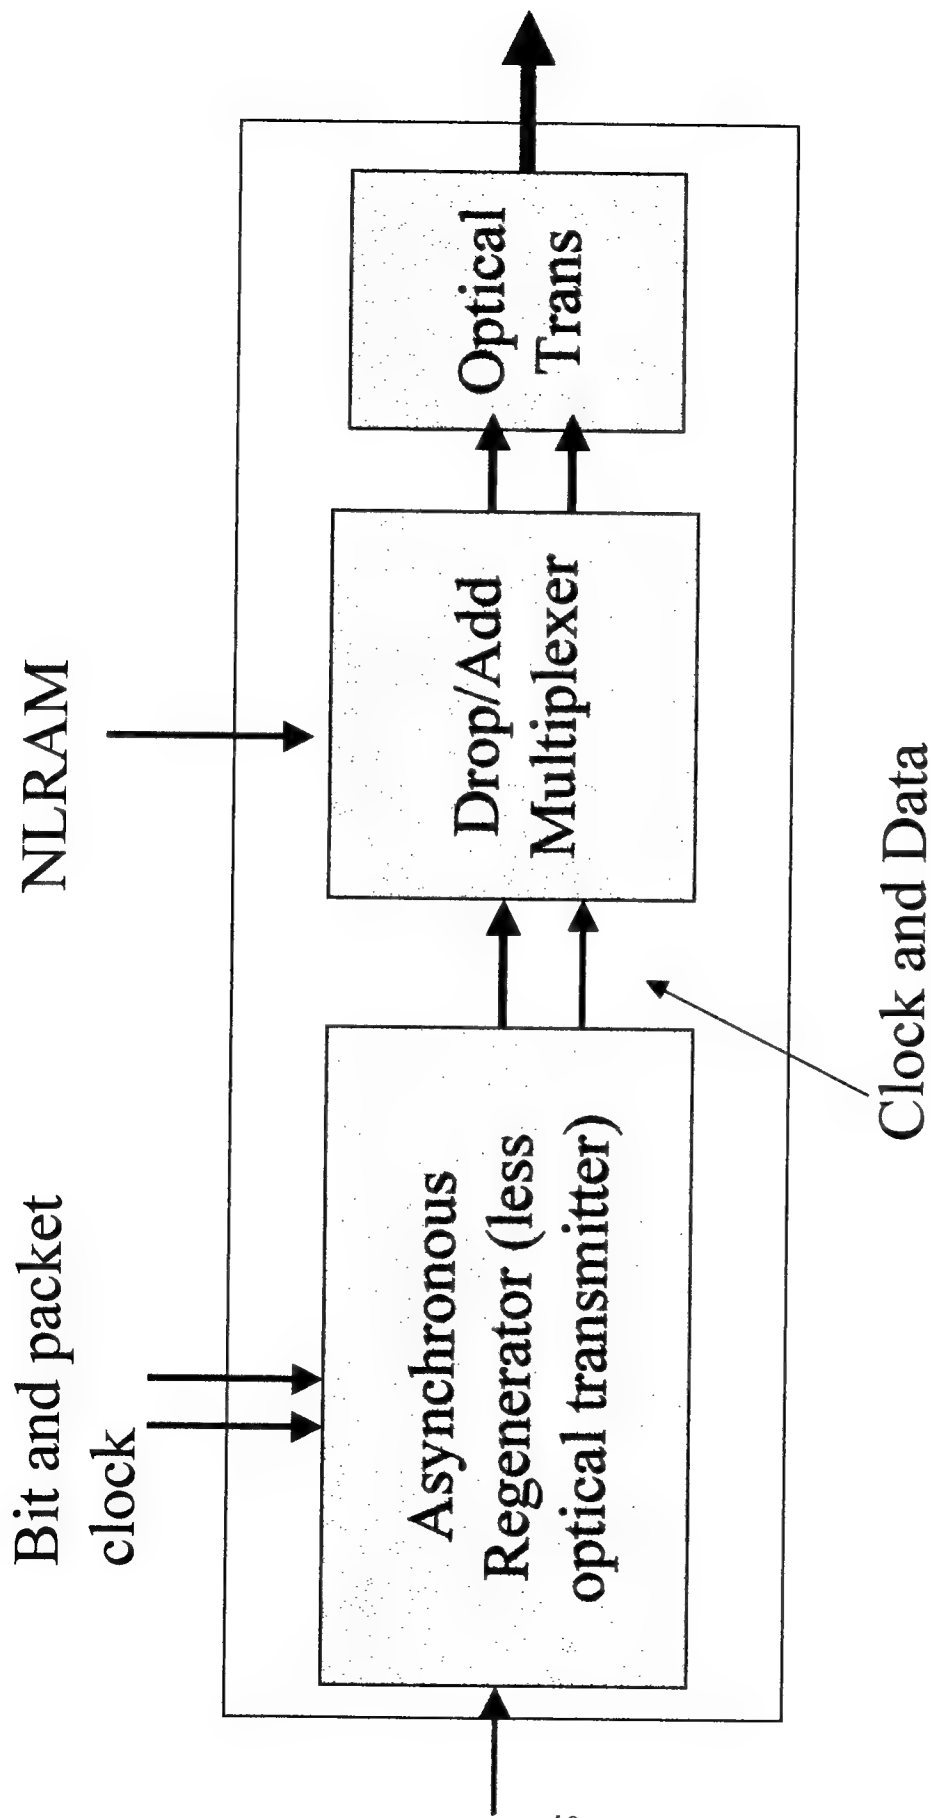 Bit and packet
clock
NLRAM
Asynchronous
Regenerator (less
optical transmitter)
Drop/Add
Multiplexer
Optical
Trans
Clock and Data